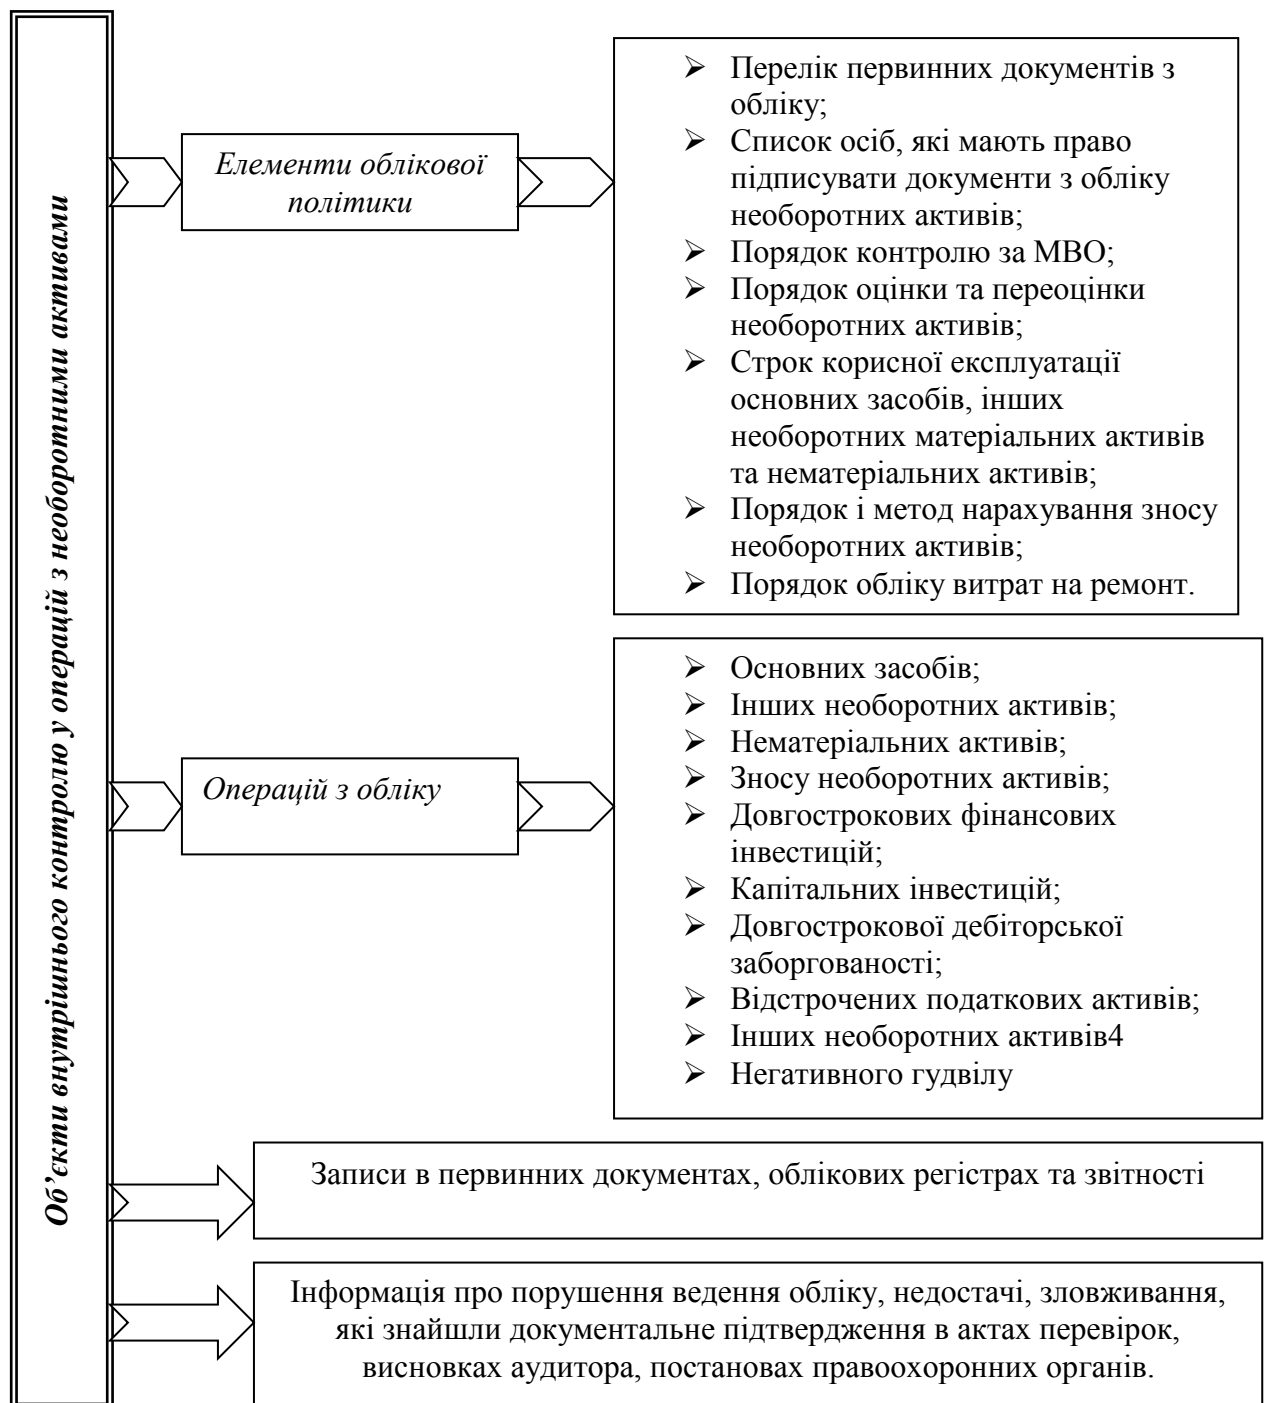 Об’єкти внутрішнього контролю у операцій з необоротними активами
Елементи облікової
політики
➢ Перелік первинних документів з
обліку;
➢ Список осіб, які мають право
підписувати документи з обліку
необоротних активів;
➢ Порядок контролю за МВО;
➢ Порядок оцінки та переоцінки
необоротних активів;
➢ Строк корисної експлуатації
основних засобів, інших
необоротних матеріальних активів
та нематеріальних активів;
➢ Порядок і метод нарахування зносу
необоротних активів;
➢ Порядок обліку витрат на ремонт.
Операцій з обліку
➢ Основних засобів;
➢ Інших необоротних активів;
➢ Нематеріальних активів;
➢ Зносу необоротних активів;
➢ Довгострокових фінансових
інвестицій;
➢ Капітальних інвестицій;
➢ Довгострокової дебіторської
заборгованості;
➢ Відстрочених податкових активів;
➢ Інших необоротних активів4
➢ Негативного гудвілу
Записи в первинних документах, облікових регістрах та звітності
Інформація про порушення ведення обліку, недостачі, зловживання,
які знайшли документальне підтвердження в актах перевірок,
висновках аудитора, постановах правоохоронних органів.